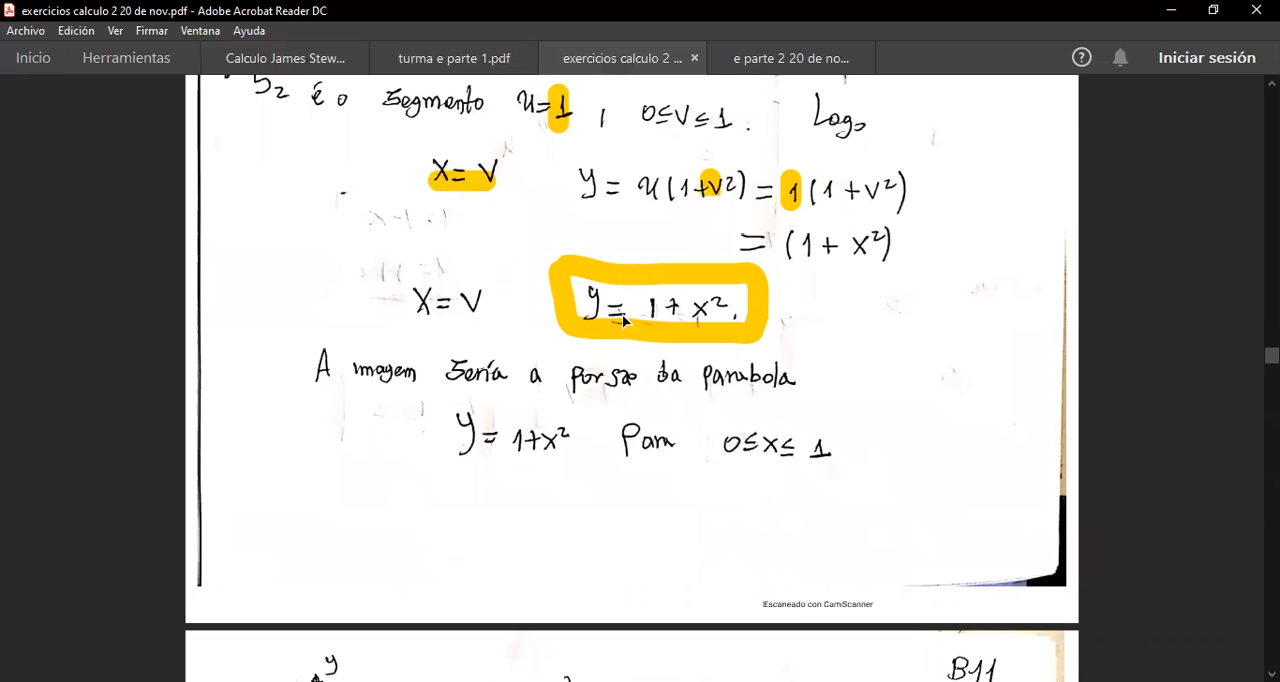 exercicios calculo 2 20 de nov.pdf - Adobe Acrobat Reader DC
Archivo Edición Ver Firmar Ventana Ayuda
Inicio Herramientas Calculo James Stew... turma e parte 1.pdf exercicios calculo 2 ... × e parte 2 20 de no... Iniciar sesión
S₂ é o segmento u=1, 0≤v≤1. Logo
x=v y= u(1+v²) = 1(1+v²)
= (1+x²)
x=v y= 1+x².
A imagem sería a porsão da parabola
y= 1+x² para 0≤x≤1
Escaneado con CamScanner
y B11